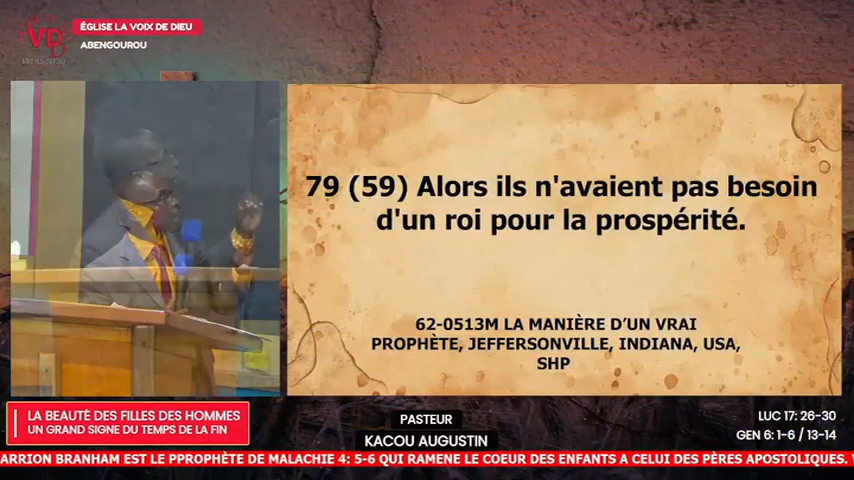 ÉGLISE LA VOIX DE DIEU
VD
ABENGOUROU
79 (59) Alors ils n'avaient pas besoin
d'un roi pour la prospérité.
62-0513M LA MANIÈRE D’UN VRAI
PROPHÈTE, JEFFERSONVILLE, INDIANA, USA,
SHP
LA BEAUTÉ DES FILLES DES HOMMES
UN GRAND SIGNE DU TEMPS DE LA FIN
PASTEUR
KACOU AUGUSTIN
LUC 17: 26-30
GEN 6: 1-6 / 13-14
ARRION BRANHAM EST LE PPROPHÈTE DE MALACHIE 4: 5-6 QUI RAMENE LE COEUR DES ENFANTS A CELUI DES PÈRES APOSTOLIQUES.